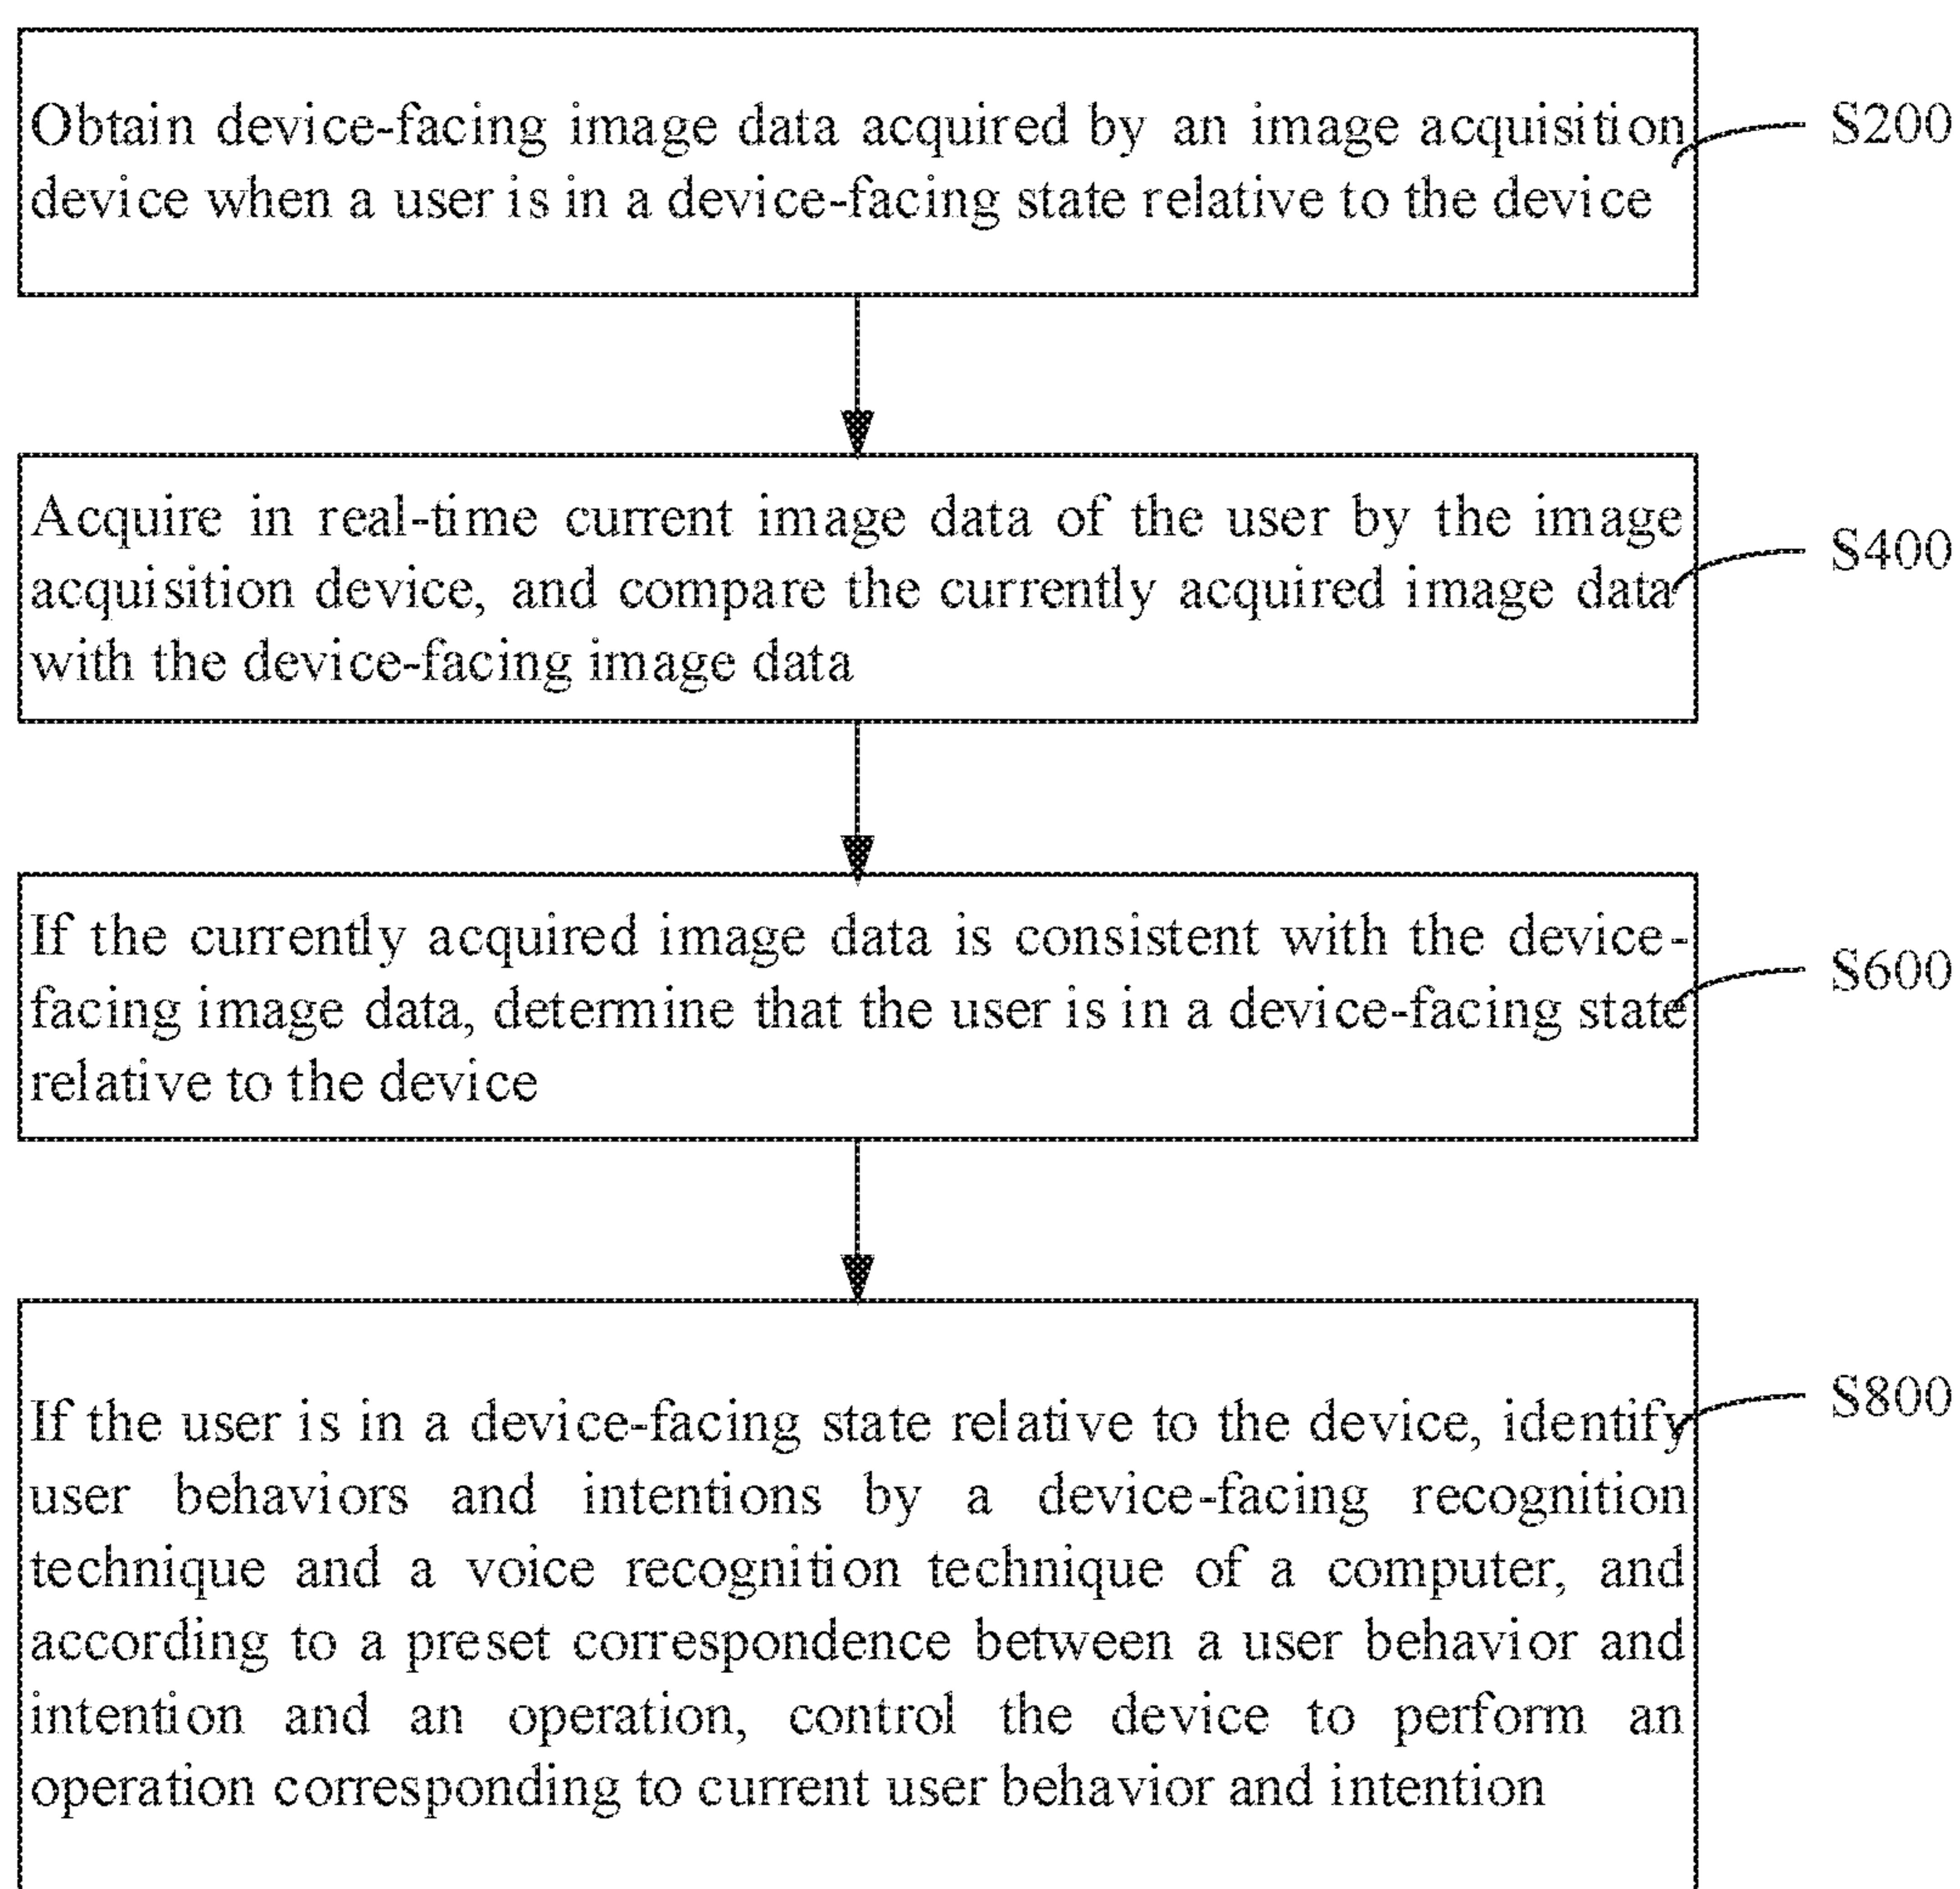 Obtain device-facing image data acquired by an image acquisition
device when a user is in a device-facing state relative to the device
S200
Acquire in real-time current image data of the user by the image
acquisition device, and compare the currently acquired image data
with the device-facing image data
S400
If the currently acquired image data is consistent with the device-
facing image data, determine that the user is in a device-facing state
relative to the device
S600
If the user is in a device-facing state relative to the device, identify
user behaviors and intentions by a device-facing recognition
technique and a voice recognition technique of a computer, and
according to a preset correspondence between a user behavior and
intention and an operation, control the device to perform an
operation corresponding to current user behavior and intention
S800